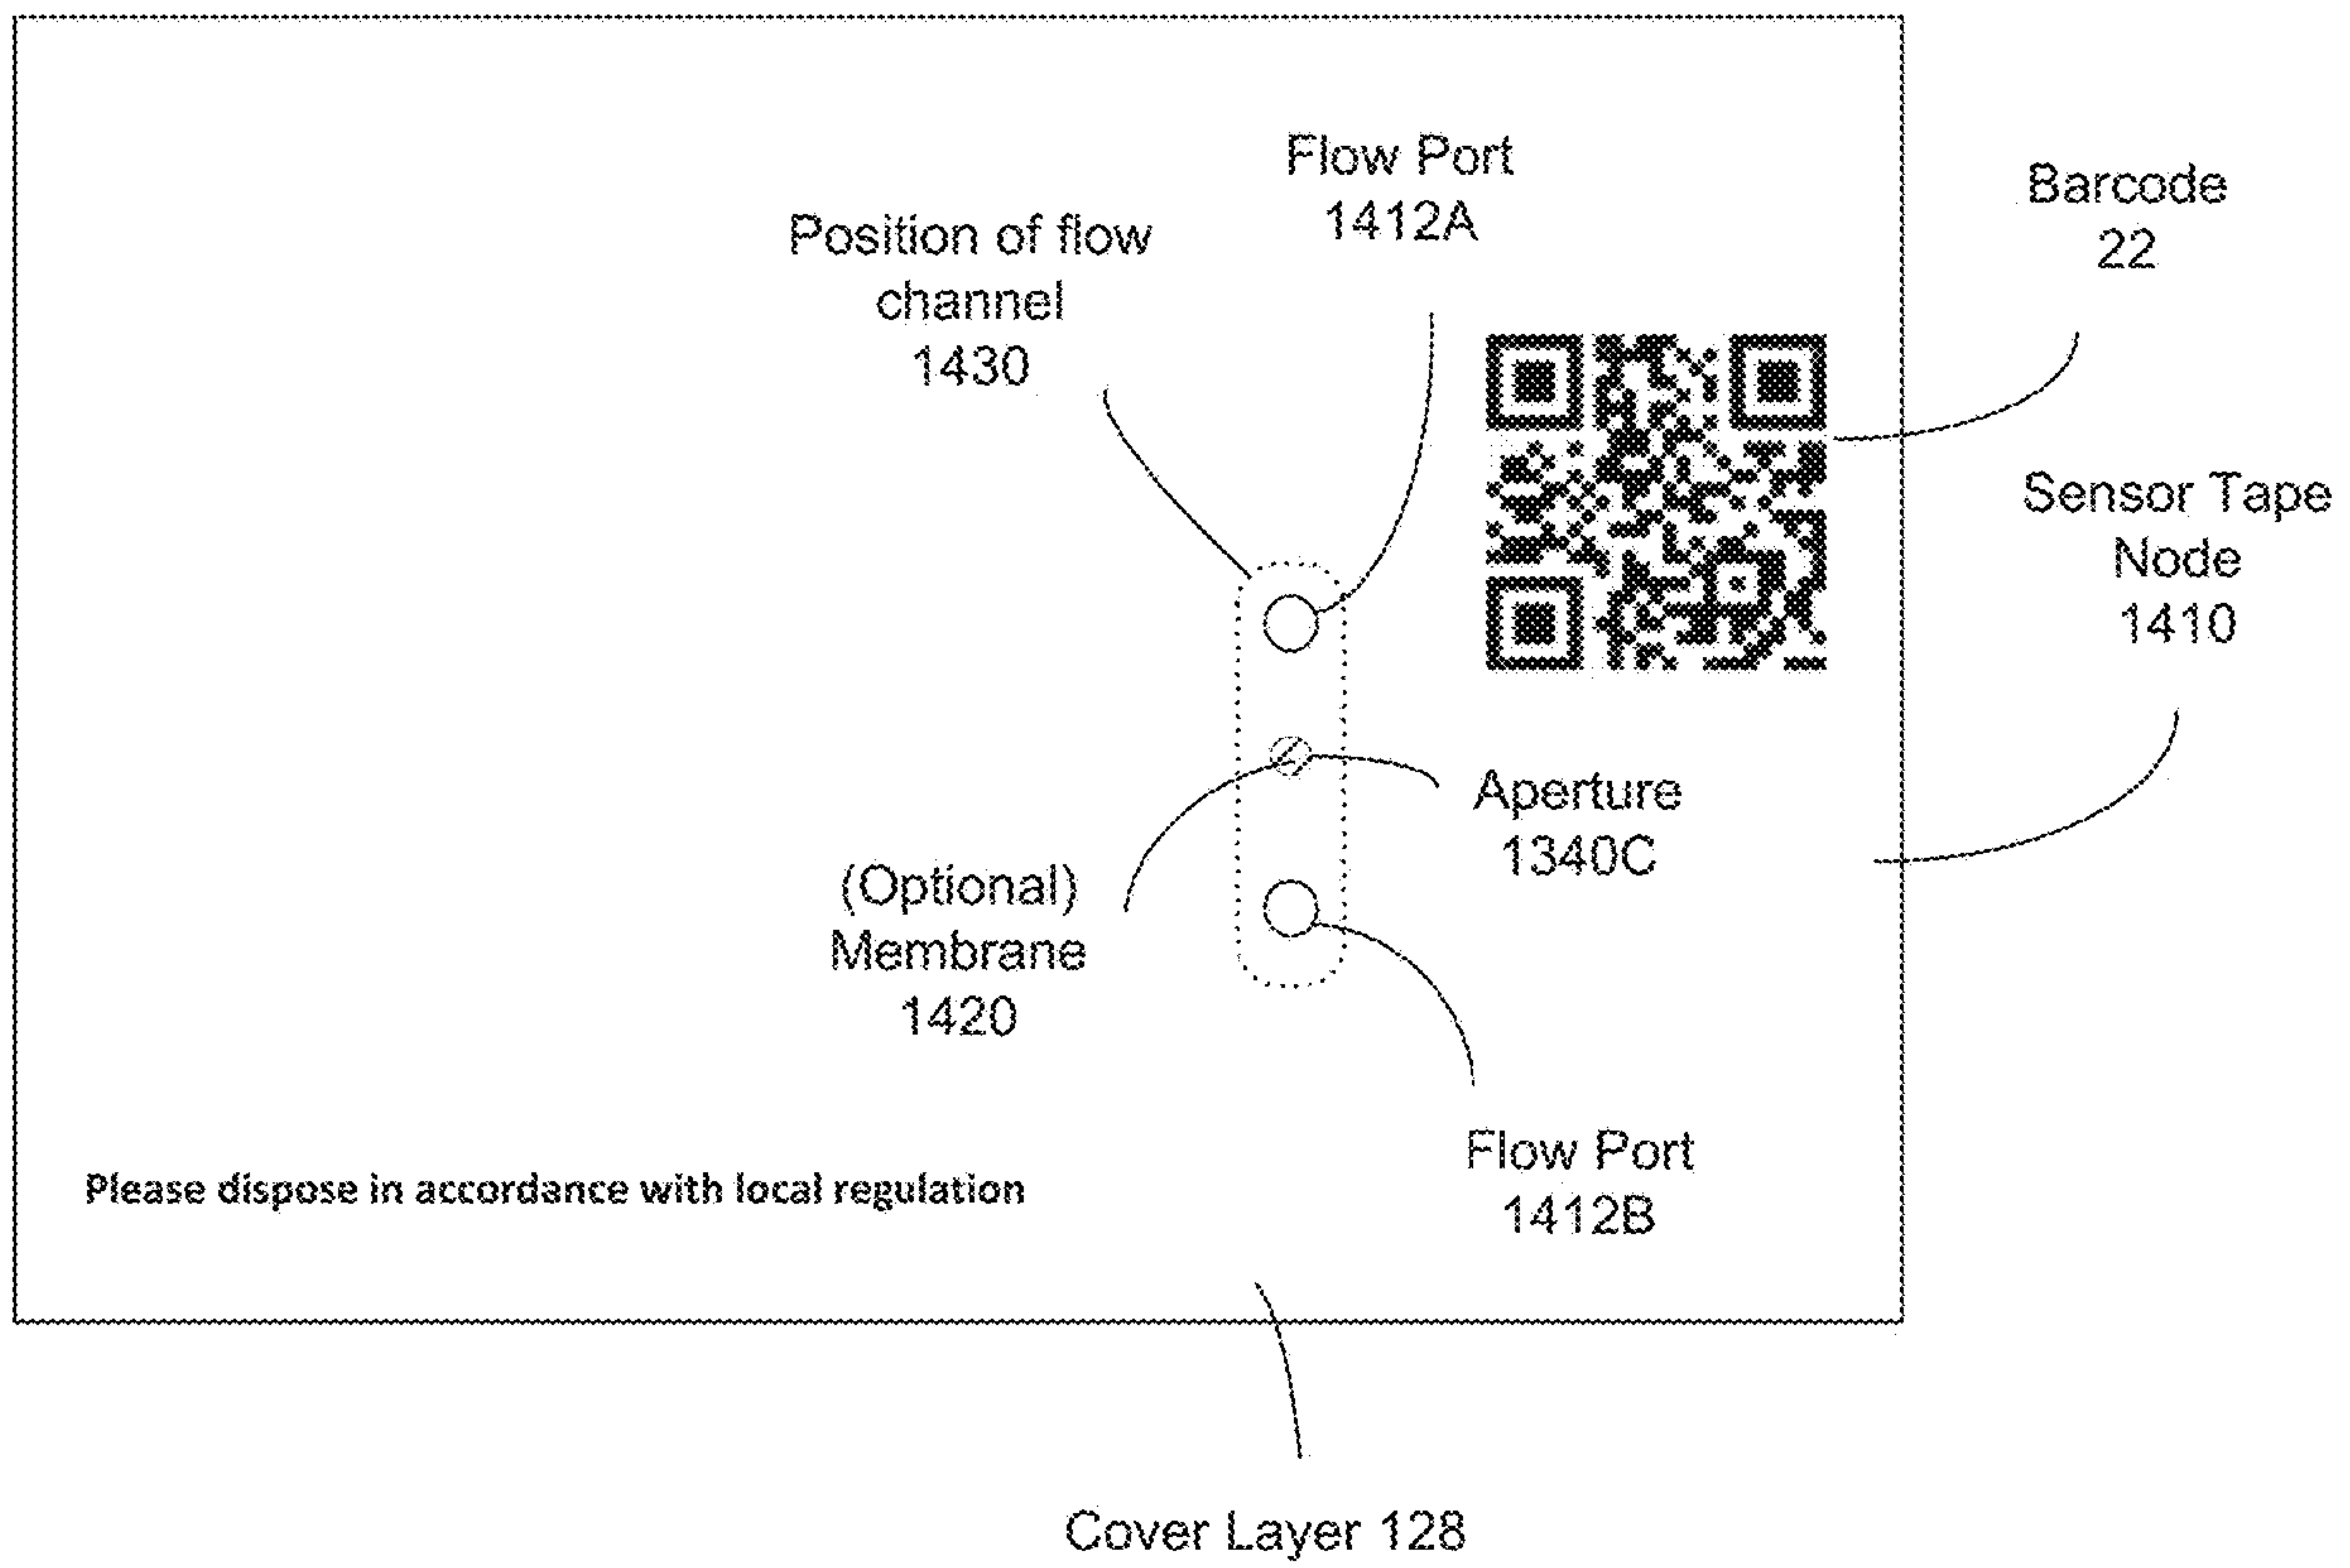 Flow Port
1412A
Barcode
22
Position of flow
channel
1430
Sensor Tape
Node
1410
Aperture
1340C
(Optional)
Membrane
1420
Flow Port
1412B
Please dispose in accordance with local regulation
Cover Layer 128